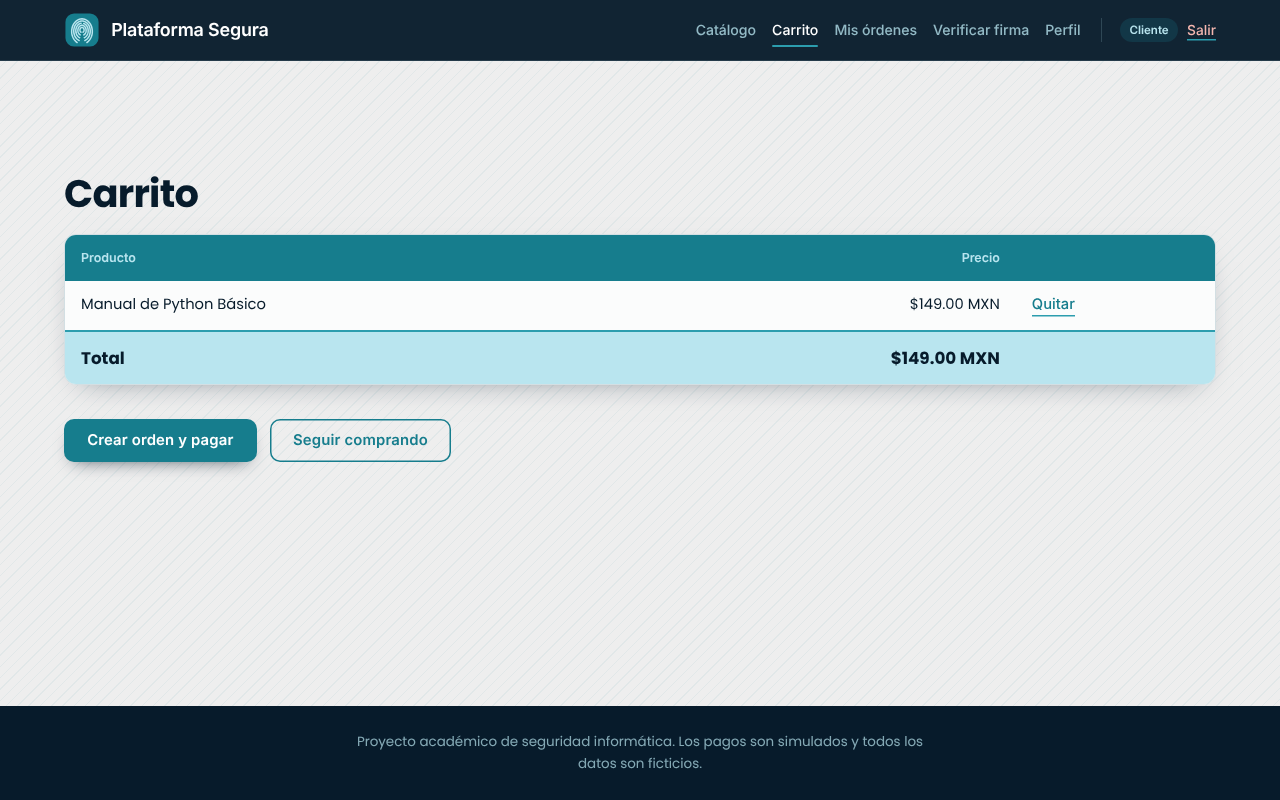 Plataforma Segura
Catálogo Carrito Mis órdenes Verificar firma Perfil Cliente Salir
Carrito
Producto Precio
Manual de Python Básico $149.00 MXN Quitar
Total $149.00 MXN
Crear orden y pagar Seguir comprando
Proyecto académico de seguridad informática. Los pagos son simulados y todos los
datos son ficticios.